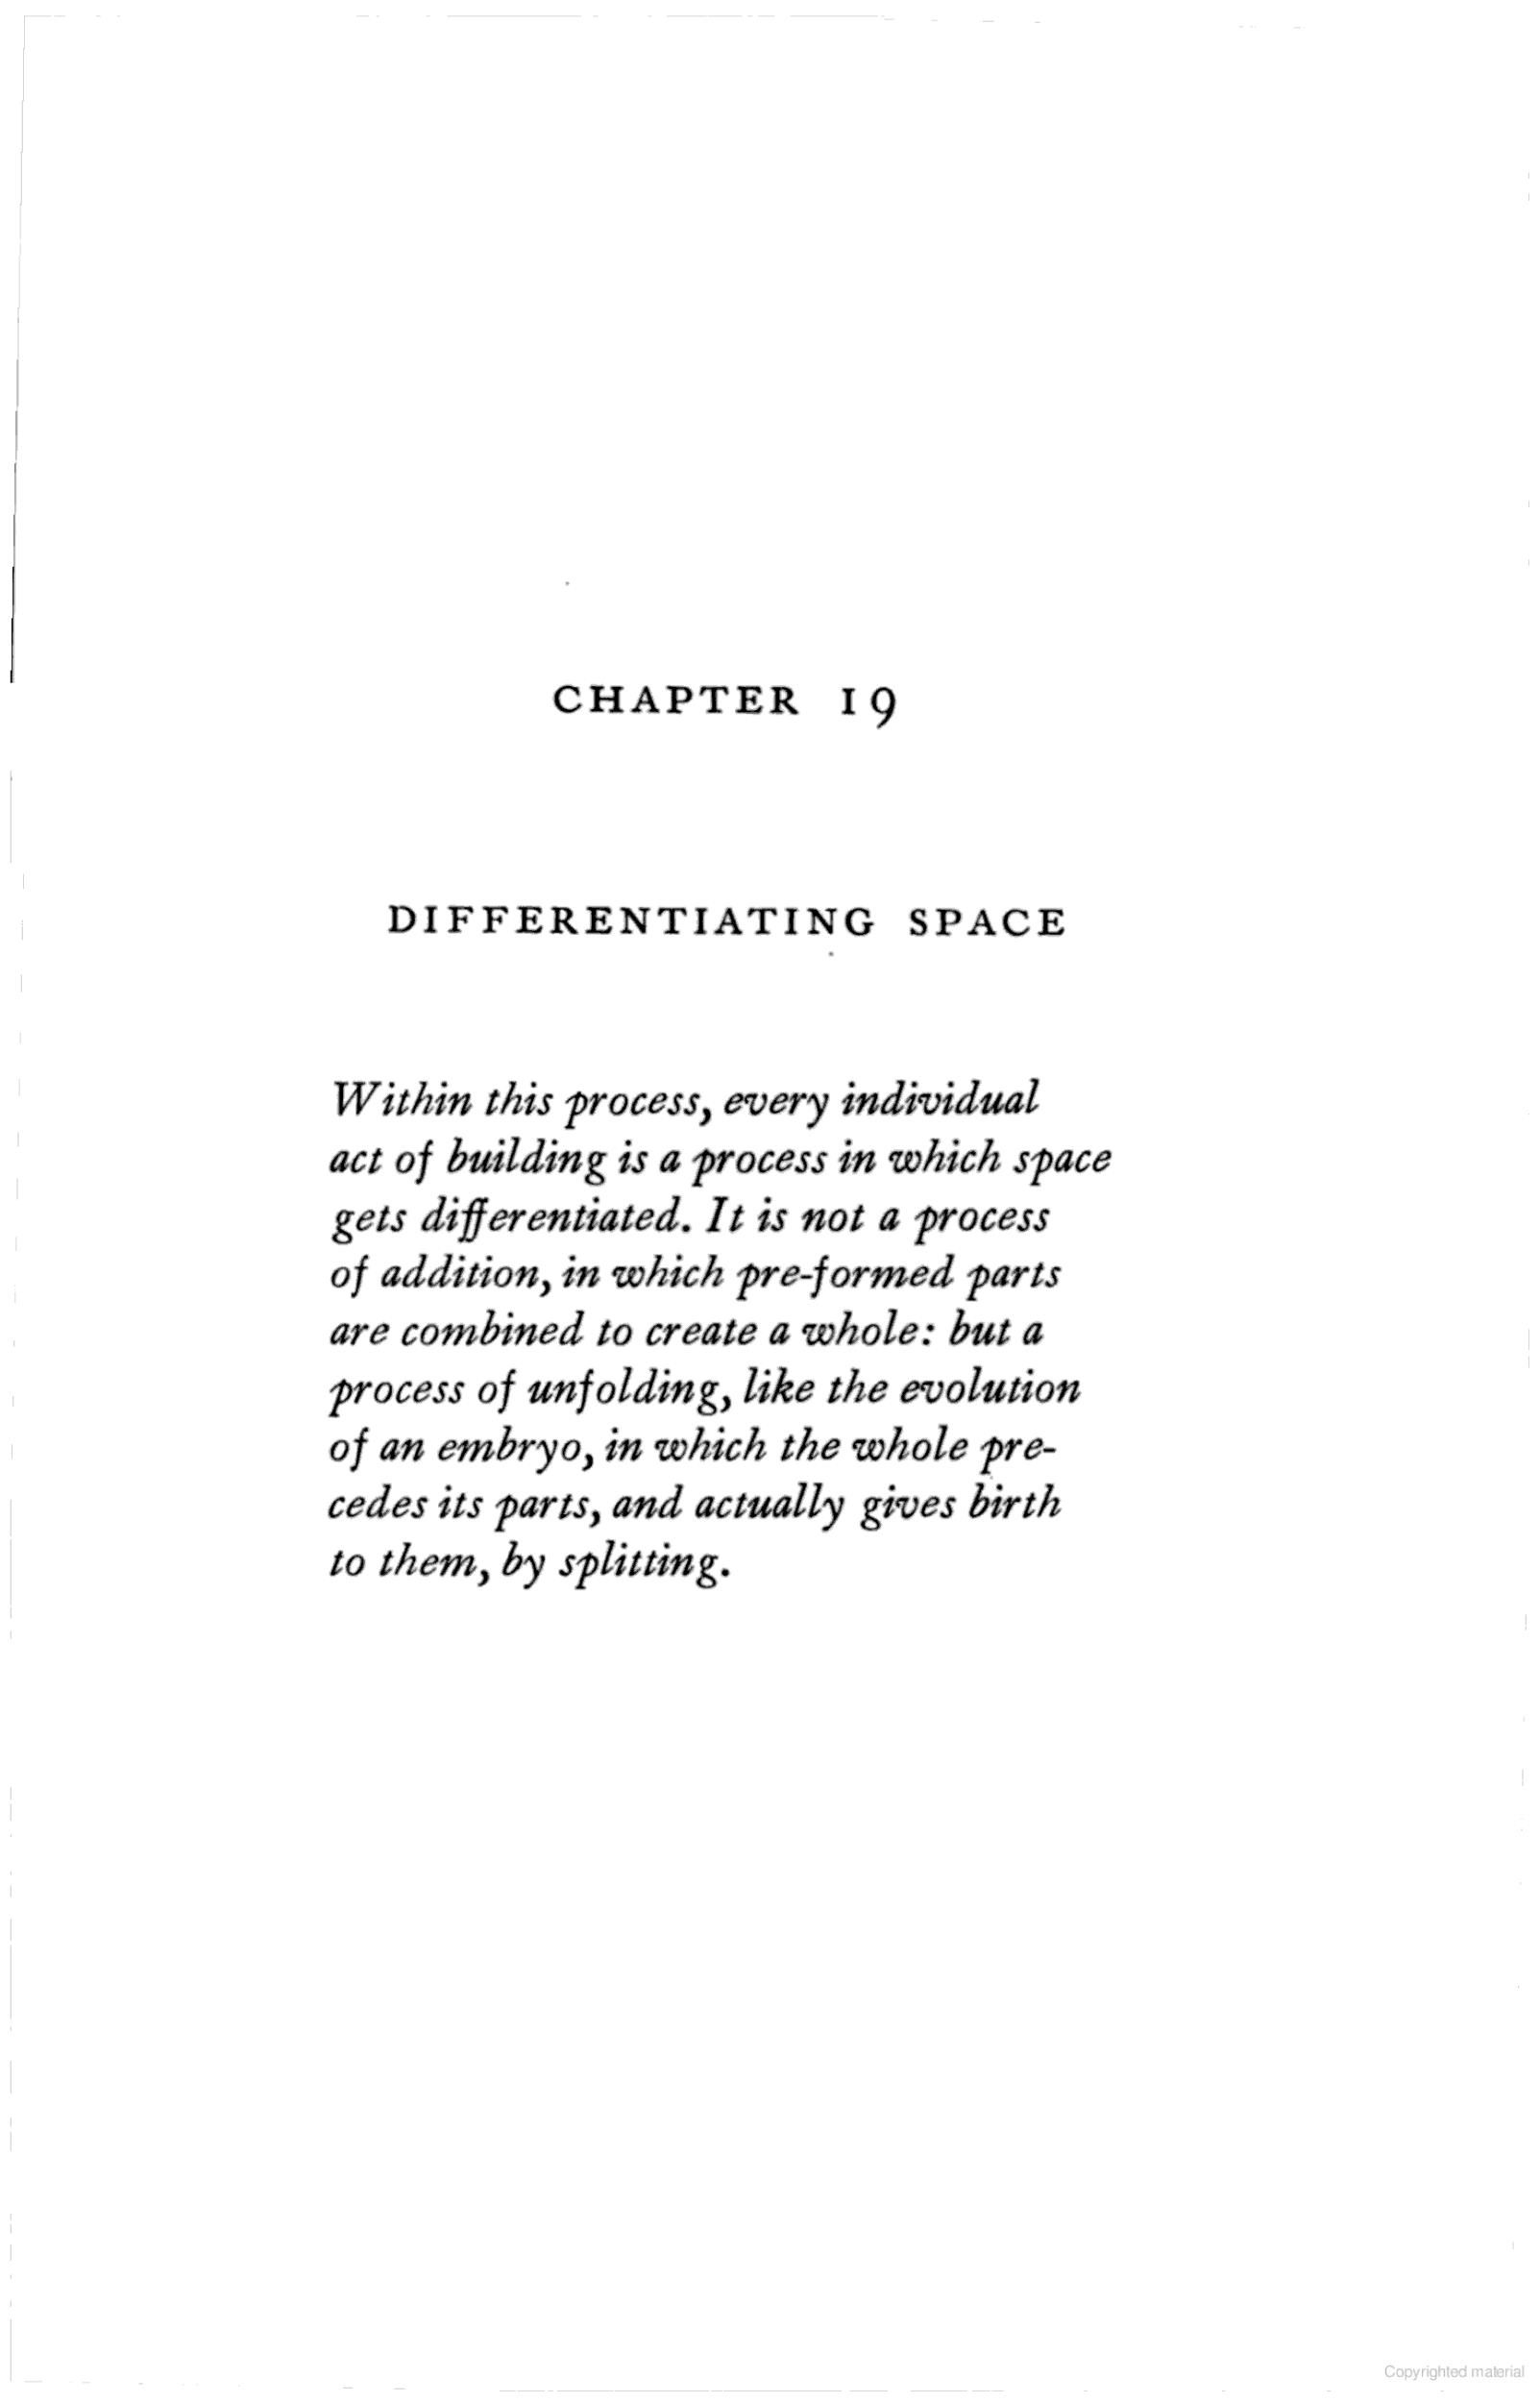 CHAPTER 19
DIFFERENTIATING SPACE
Within this process, every individual
act of building is a process in which space
gets differentiated. It is not a process
of addition, in which pre-formed parts
are combined to create a whole: but a
process of unfolding, like the evolution
of an embryo, in which the whole pre-
cedes its parts, and actually gives birth
to them, by splitting.
Copyrighted material